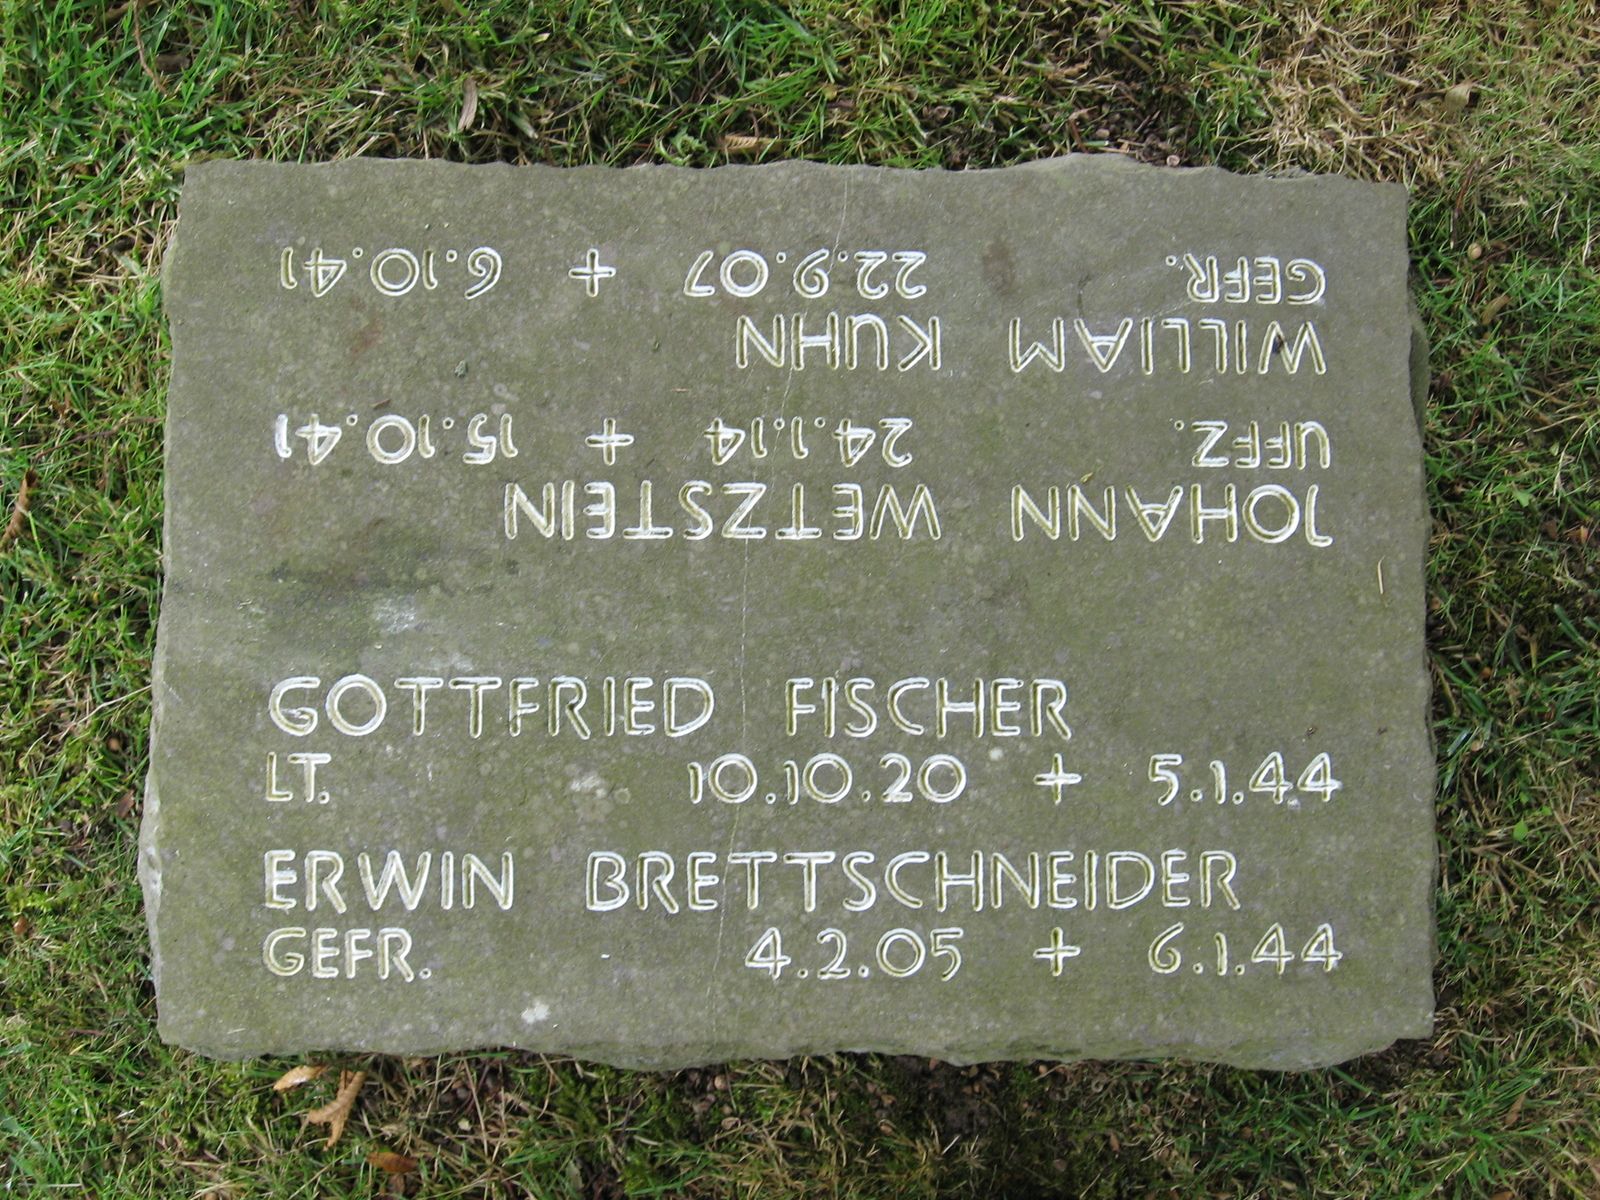 GOTTFRIED FISCHER
LT. 10.10.20 + 5.1.44
ERWIN BRETTSCHNEIDER
GEFR. 4.2.05 + 6.1.44
JOHANN WETZSTEIN
UFFZ. 24.1.14 + 15.10.41
WILLIAM KUHN
GEFR. 22.9.07 + 6.10.41